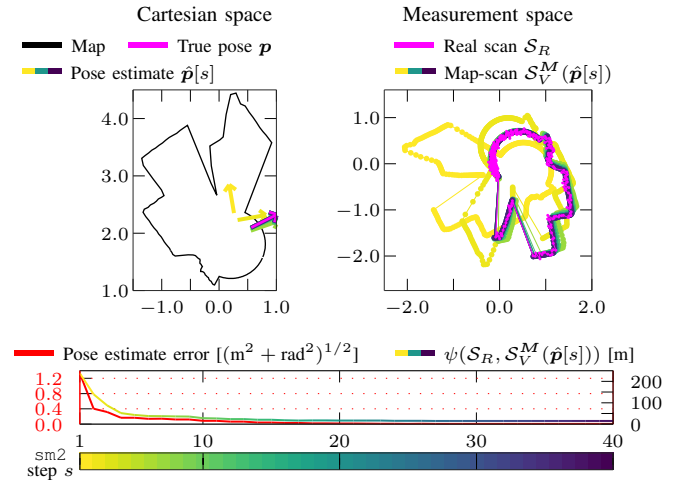 Cartesian space
Measurement space
Map True pose p
Pose estimate p̂[s]
Real scan S_R
Map-scan S_V^M(p̂[s])
4.0
3.0
2.0
1.0
−1.0 0.0 1.0
1.0
0.0
−1.0
−2.0
−2.0 0.0 2.0
Pose estimate error [(m² + rad²)^{1/2}]
ψ(S_R, S_V^M(p̂[s])) [m]
1.2
0.8
0.4
0.0
200
100
0
1 10 20 30 40
sm2
step s